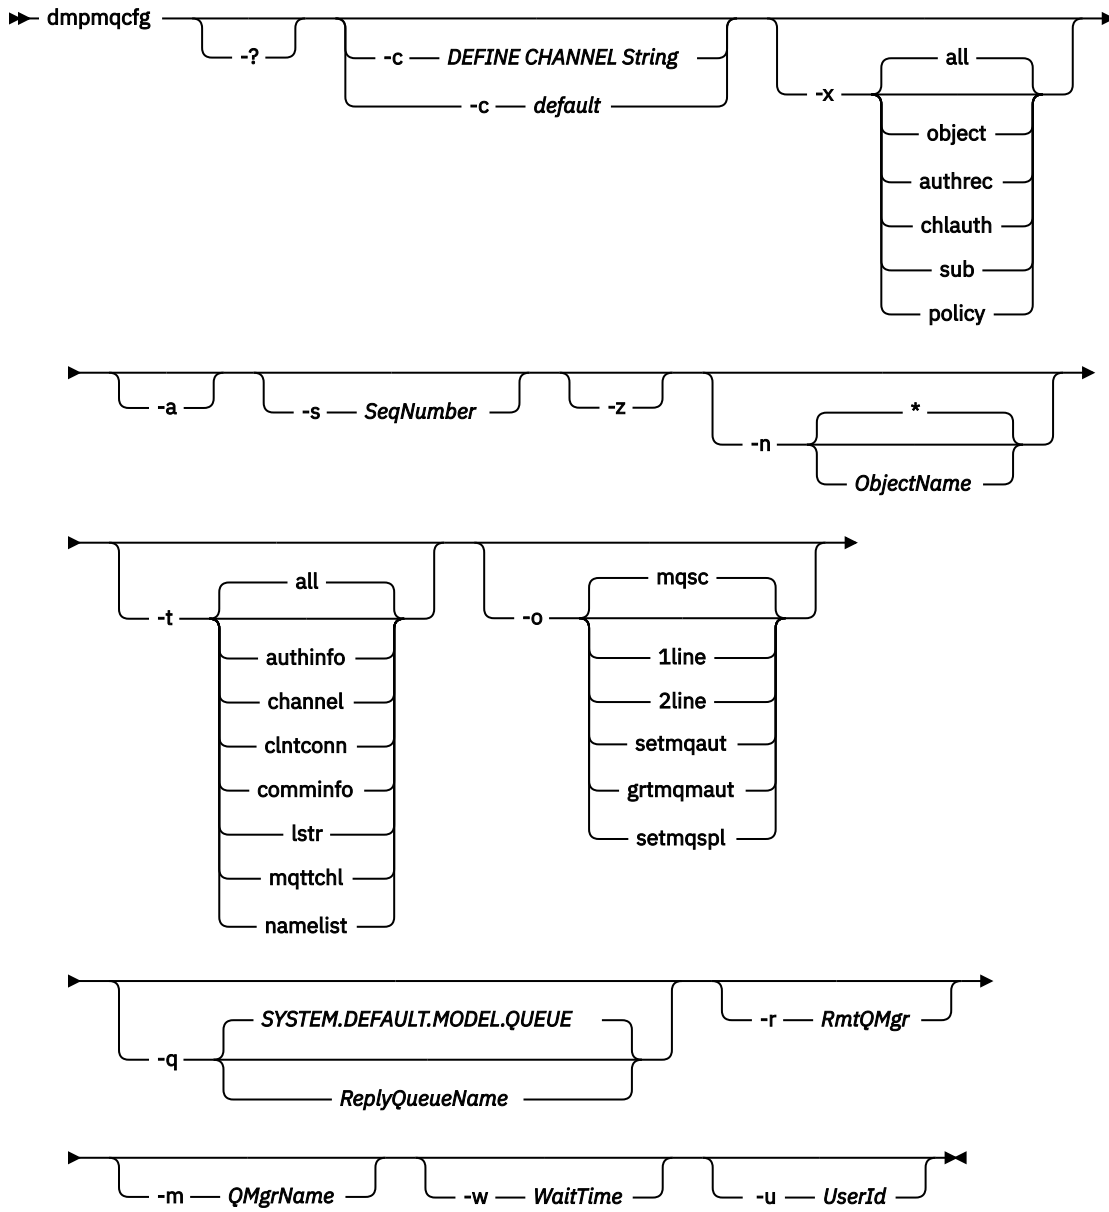 dmpmqcfg
-?
-c DEFINE CHANNEL String
-c default
-x
all
object
authrec
chlauth
sub
policy
-a
-s SeqNumber
-z
-n
*
ObjectName
-t
all
authinfo
channel
clntconn
comminfo
lstr
mqttchl
namelist
-o
mqsc
1line
2line
setmqaut
grtmqmaut
setmqspl
-q
SYSTEM.DEFAULT.MODEL.QUEUE
ReplyQueueName
-r RmtQMgr
-m QMgrName
-w WaitTime
-u UserId